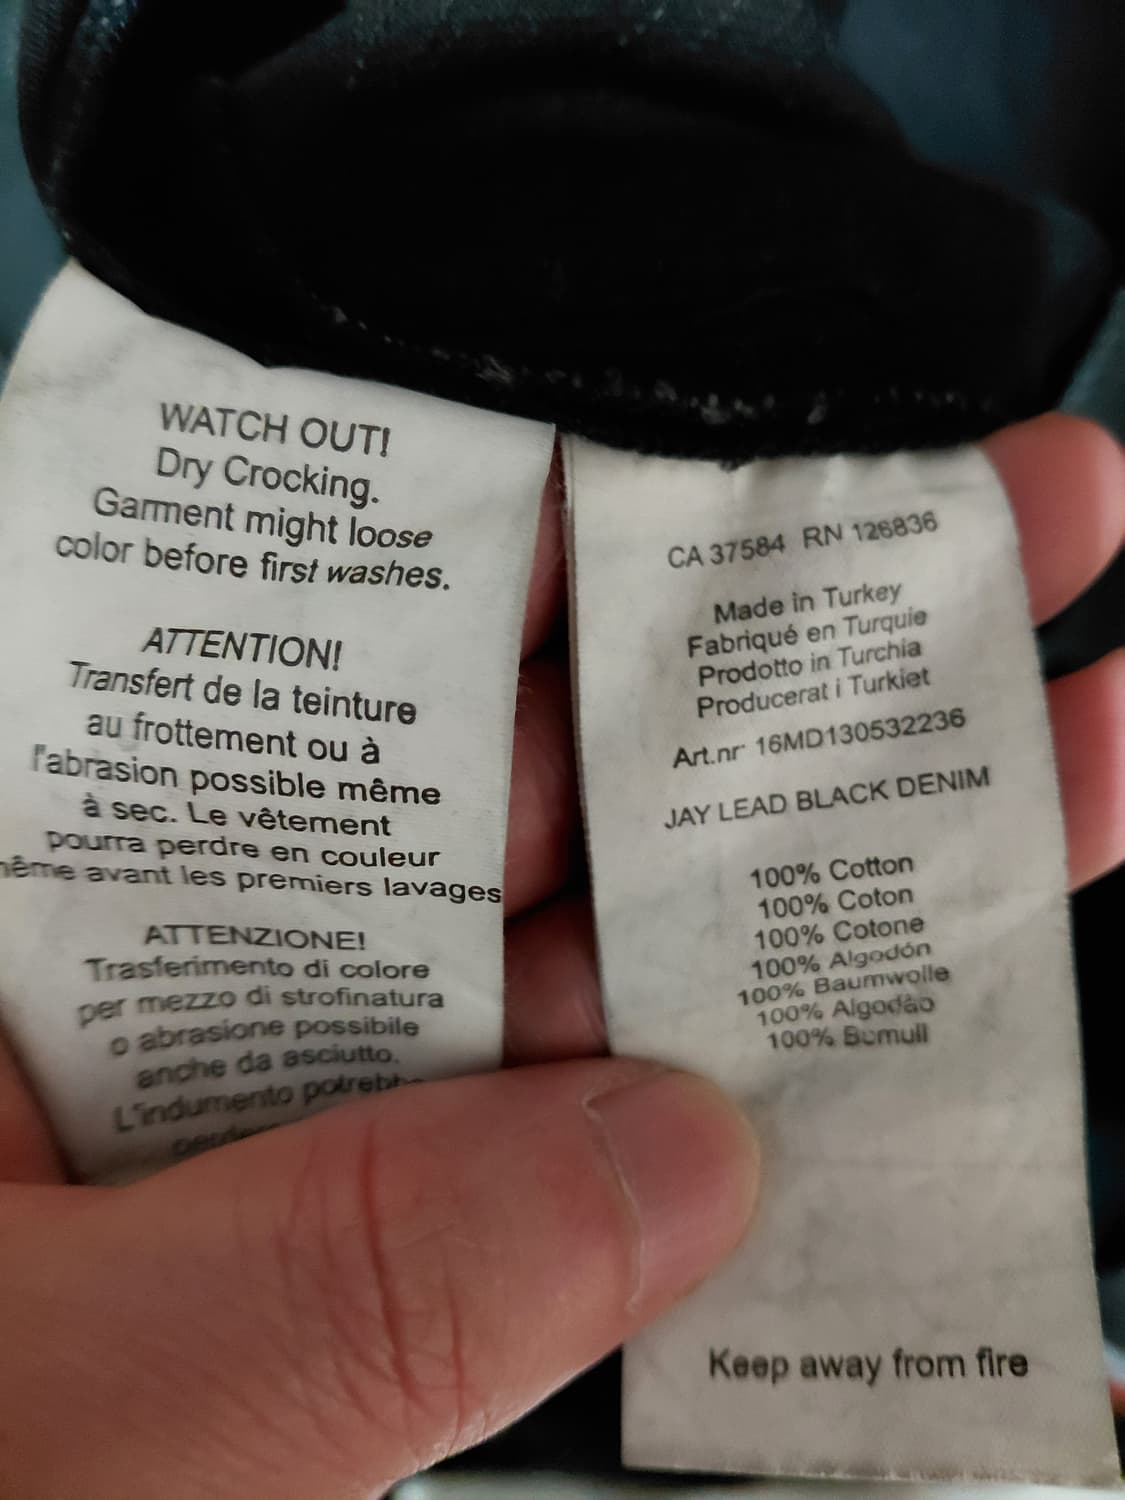 WATCH OUT!
Dry Crocking.
Garment might loose
color before first washes.
ATTENTION!
Transfert de la teinture
au frottement ou à
l'abrasion possible même
à sec. Le vêtement
pourra perdre en couleur
même avant les premiers lavages
ATTENZIONE!
Trasferimento di colore
per mezzo di strofinatura
o abrasione possibile
anche da asciutto.
L'indumento
CA 37584 RN 126836
Made in Turkey
Fabriqué en Turquie
Prodotto in Turchia
Producerat i Turkiet
Art.nr 16MD130532236
JAY LEAD BLACK DENIM
100% Cotton
100% Coton
100% Cotone
100% Algodón
100% Baumwolle
100% Algodão
100% Bomull
Keep away from fire